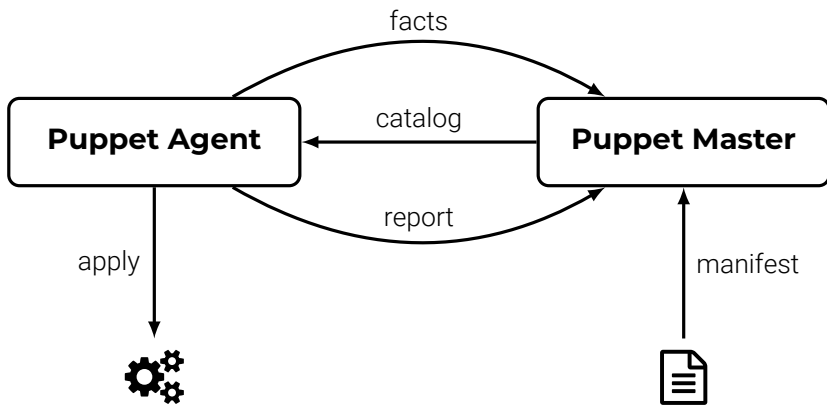 facts
Puppet Agent
catalog
Puppet Master
report
apply
manifest